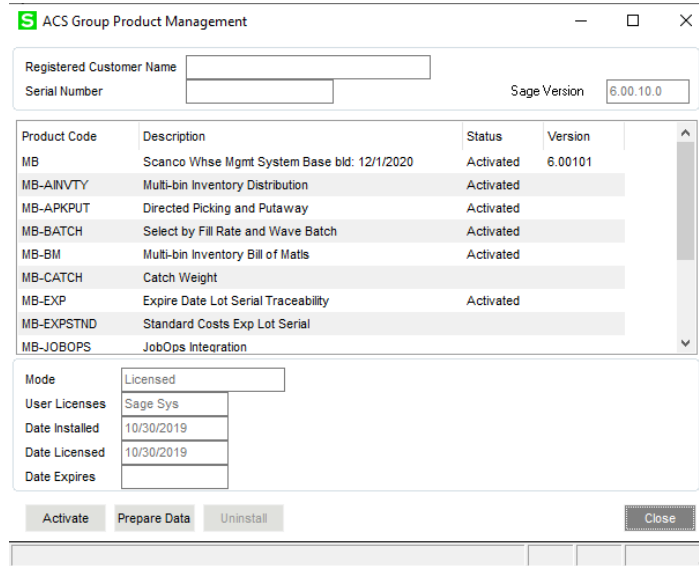 S ACS Group Product Management
Registered Customer Name
Serial Number Sage Version 6.00.10.0
Product Code Description Status Version
MB Scanco Whse Mgmt System Base bld: 12/1/2020 Activated 6.00101
MB-AINVTY Multi-bin Inventory Distribution Activated
MB-APKPUT Directed Picking and Putaway Activated
MB-BATCH Select by Fill Rate and Wave Batch Activated
MB-BM Multi-bin Inventory Bill of Matls Activated
MB-CATCH Catch Weight
MB-EXP Expire Date Lot Serial Traceability Activated
MB-EXPSTND Standard Costs Exp Lot Serial
MB-JOBOPS JobOps Integration
Mode Licensed
User Licenses Sage Sys
Date Installed 10/30/2019
Date Licensed 10/30/2019
Date Expires
Activate Prepare Data Uninstall Close